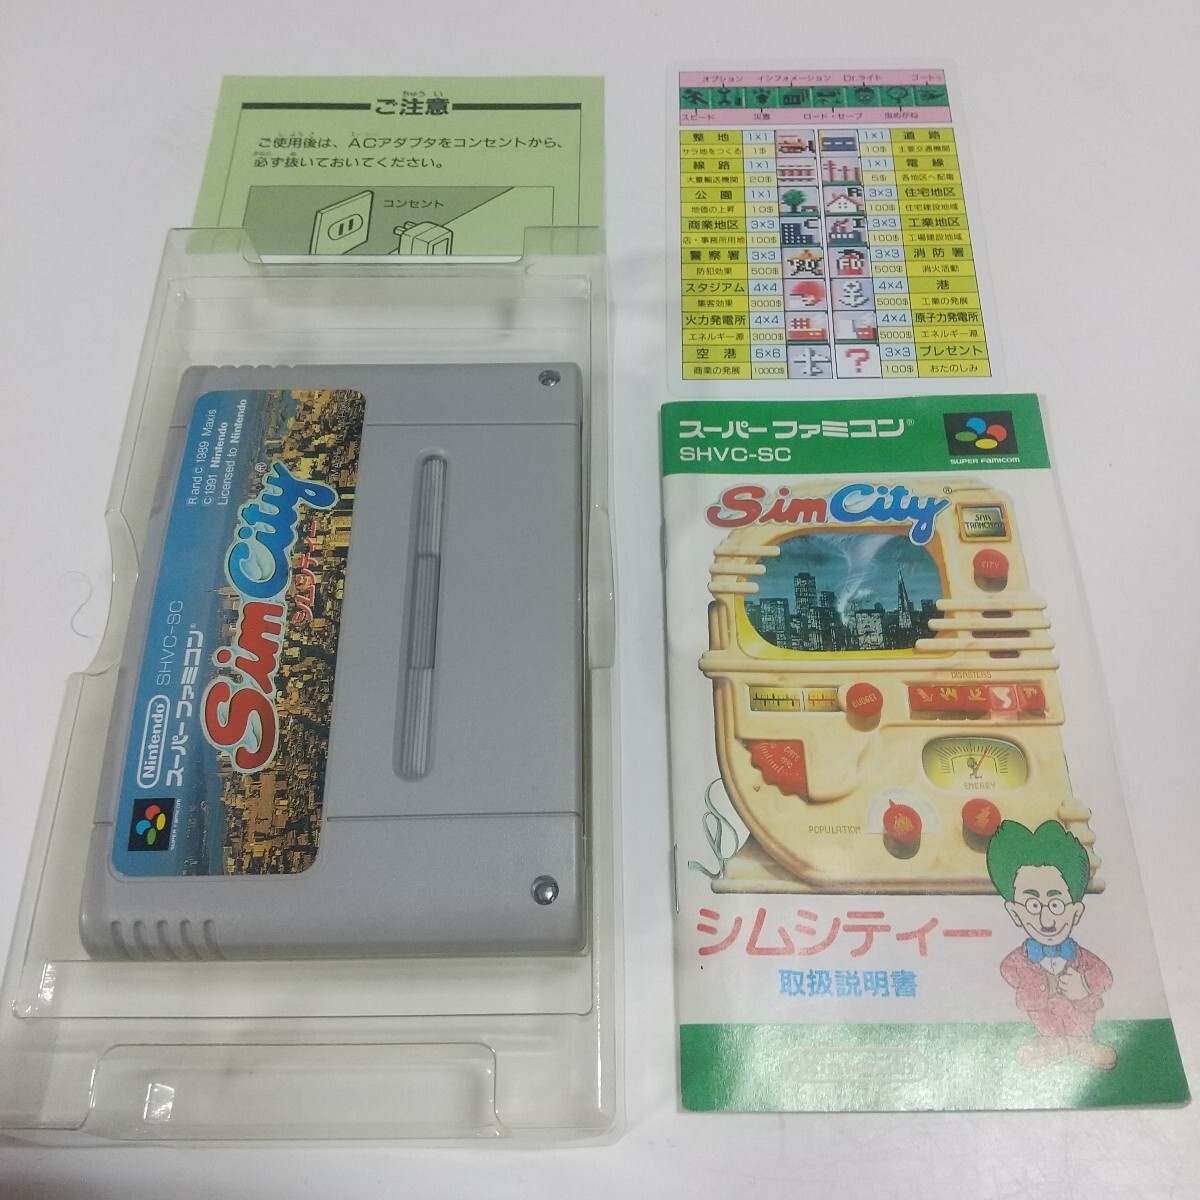 ちゅうい
ご注意
ご使用後は、ACアダプタをコンセントから、
必ず抜いておいてください。
コンセント
オプション インフォメーション Dr.ライト ゴートゥ
スピード 災害 ロード・セーブ 虫めがね
整地 1×1 1×1 道路
サラ地をつくる 1$ 10$ 主要交通機関
線路 1×1 1×1 電線
大量輸送機関 20$ 5$ 各地区へ配電
公園 1×1 3×3 住宅地区
地価の上昇 10$ 100$ 住宅建設地域
商業地区 3×3 3×3 工業地区
店・事務所用地 100$ 100$ 工場建設地域
警察署 3×3 3×3 消防署
防犯効果 500$ 500$ 消火活動
スタジアム 4×4 4×4 港
集客効果 3000$ 5000$ 工業の発展
火力発電所 4×4 4×4 原子力発電所
エネルギー源 3000$ 5000$ エネルギー源
空港 6×6 3×3 プレゼント
商業の発展 10000$ 100$ おたのしみ
R
PD
FD
?
R and C 1989 Maxis
C 1991 Nintendo
Licensed to Nintendo
SimCity®
シムシティー
Nintendo SHVC-SC
スーパーファミコン®
SUPER FAMICOM
スーパーファミコン®
SHVC-SC
SUPER FAMICOM
SimCity®
SAN
FRANCISCO
CITY
DISASTERS
BUDGET
DATE
ENERGY
POPULATION
シムシティー
取扱説明書
Nintendo